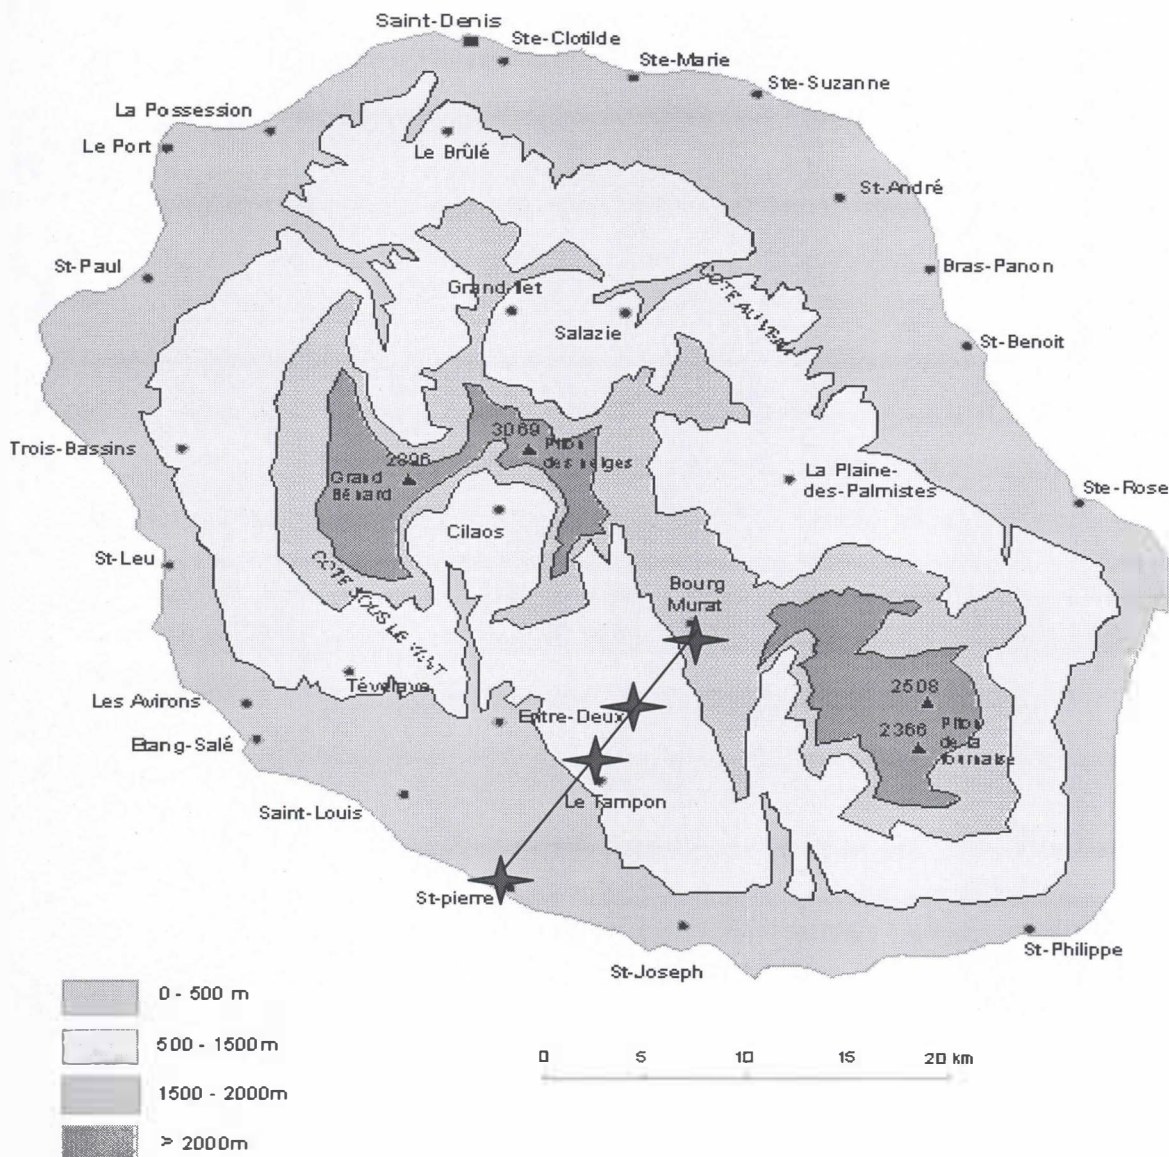 Saint-Denis
Ste-Clotilde
Ste-Marie
Ste-Suzanne
La Possession
Le Port
Le Brûlé
St-André
St-Paul
Bras-Panon
Grand-Ilet
COTE AU VENT
Salazie
St-Benoit
Trois-Bassins
3069
Piton
des neiges
2896
Grand
Bénard
La Plaine-
des-Palmistes
Ste-Rose
Cilaos
St-Leu
COTE SOUS LE VENT
Bourg
Murat
Tévelave
Les Avirons
Entre-Deux
2508
2366
Piton
de la
fournaise
Etang-Salé
Saint-Louis
Le Tampon
St-pierre
St-Joseph
St-Philippe
0 - 500 m
500 - 1500m
1500 - 2000m
> 2000m
0 5 10 15 20 km